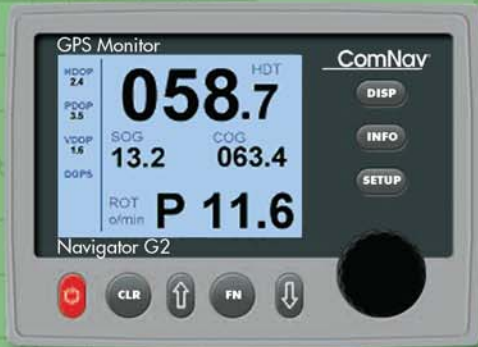 GPS Monitor
ComNav
HDOP
2.4
PDOP
3.5
VDOP
1.6
DGPS
HDT
058.7
SOG COG
13.2 063.4
ROT
o/min
P 11.6
DISP
INFO
SETUP
Navigator G2
CLR
FN